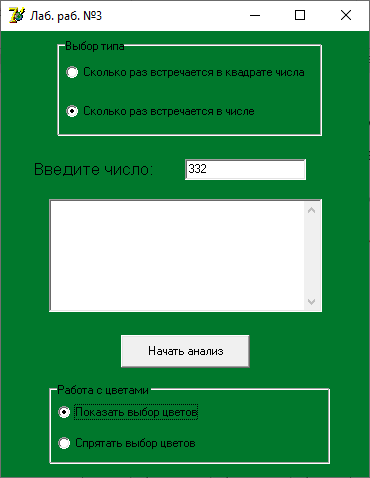 Лаб. раб. №3
Выбор типа
Сколько раз встречается в квадрате числа
Сколько раз встречается в числе
Введите число: 332
Начать анализ
Работа с цветами
Показать выбор цветов
Спрятать выбор цветов